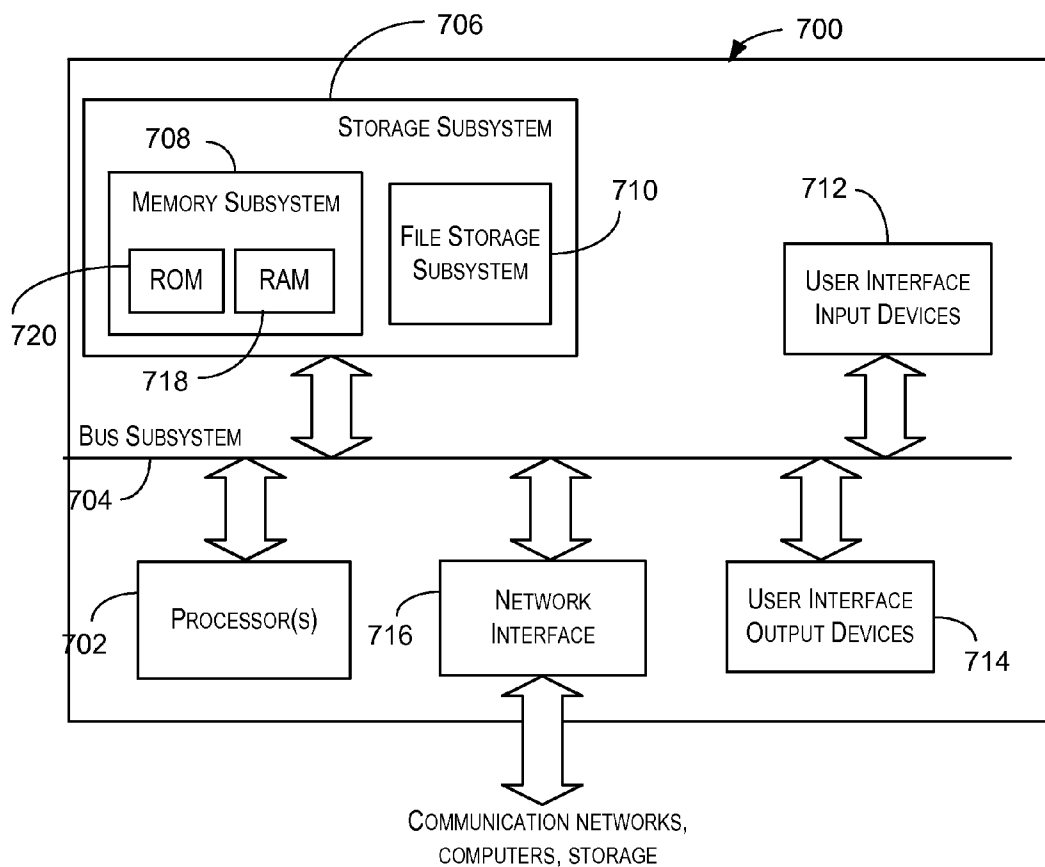 706
700
STORAGE SUBSYSTEM
708
MEMORY SUBSYSTEM
710
712
FILE STORAGE
SUBSYSTEM
ROM
RAM
USER INTERFACE
INPUT DEVICES
720
718
BUS SUBSYSTEM
704
PROCESSOR(S)
702
NETWORK
INTERFACE
716
USER INTERFACE
OUTPUT DEVICES
714
COMMUNICATION NETWORKS,
COMPUTERS, STORAGE